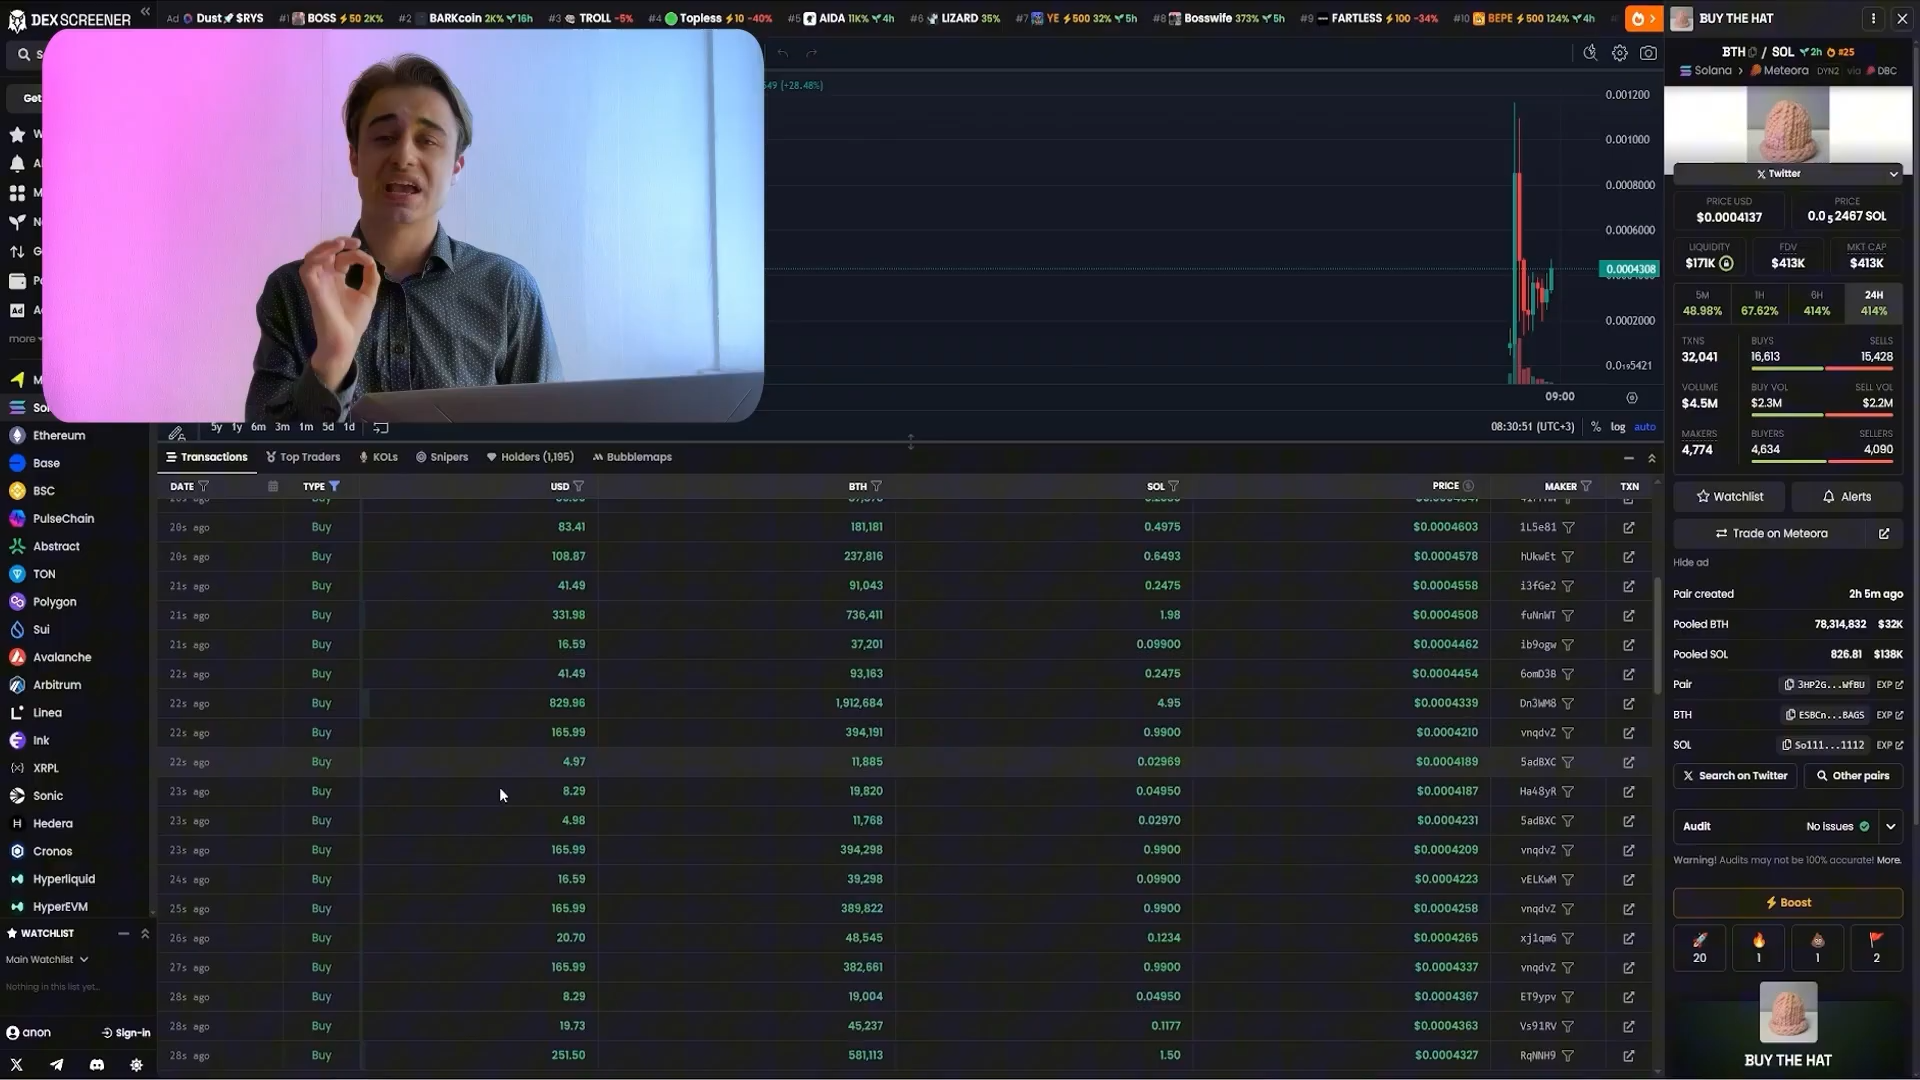 DEXSCREENER
Ad Dust $RYS #1 BOSS 50 2K% #2 BARKcoin 2K% 16h #3 TROLL -5% #4 Topless 10 -40% #5 AIDA 11K% 4h #6 LIZARD 35% #7 YE 500 32% 5h #8 Bosswife 373% 5h #9 FARTLESS 100 -34% #10 BEPE 500 124% 4h
BUY THE HAT
Get
more
Ethereum
Base
BSC
PulseChain
Abstract
TON
Polygon
Sui
Avalanche
Arbitrum
Linea
Ink
XRPL
Sonic
Hedera
Cronos
Hyperliquid
HyperEVM
WATCHLIST
Main Watchlist
Nothing in this list yet...
anon Sign-in
549 (+28.48%)
0.001200
0.001000
0.0008000
0.0006000
0.0004308
0.0002000
0.0₁₉5421
09:00
5y 1y 6m 3m 1m 5d 1d
08:30:51 (UTC+3) % log auto
Transactions Top Traders KOLs Snipers Holders (1,195) Bubblemaps
DATE TYPE USD BTH SOL PRICE MAKER TXN
20s ago Buy 83.41 181,181 0.4975 $0.0004603 1L5e81
20s ago Buy 108.87 237,816 0.6493 $0.0004578 hUkwEt
21s ago Buy 41.49 91,043 0.2475 $0.0004558 i3fGe2
21s ago Buy 331.98 736,411 1.98 $0.0004508 fuNnWT
21s ago Buy 16.59 37,201 0.09900 $0.0004462 ib9ogw
22s ago Buy 41.49 93,163 0.2475 $0.0004454 6omD38
22s ago Buy 829.96 1,912,684 4.95 $0.0004339 Dn3WM8
22s ago Buy 165.99 394,191 0.9900 $0.0004210 vnqdvZ
22s ago Buy 4.97 11,885 0.02969 $0.0004189 5adBXC
23s ago Buy 8.29 19,820 0.04950 $0.0004187 Ha48yR
23s ago Buy 4.98 11,768 0.02970 $0.0004231 5adBXC
23s ago Buy 165.99 394,298 0.9900 $0.0004209 vnqdvZ
24s ago Buy 16.59 39,298 0.09900 $0.0004223 vELKwM
25s ago Buy 165.99 389,822 0.9900 $0.0004258 vnqdvZ
26s ago Buy 20.70 48,545 0.1234 $0.0004265 xj1qmG
27s ago Buy 165.99 382,661 0.9900 $0.0004337 vnqdvZ
28s ago Buy 8.29 19,004 0.04950 $0.0004367 ET9ypv
28s ago Buy 19.73 45,237 0.1177 $0.0004363 Vs91RV
28s ago Buy 251.50 581,113 1.50 $0.0004327 RqNNH9
BTH / SOL 2h #25
Solana > Meteora DYN2 via DBC
Twitter
PRICE USD PRICE
$0.0004137 0.0₅2467 SOL
LIQUIDITY FDV MKT CAP
$171K $413K $413K
5M 1H 6H 24H
48.98% 67.62% 414% 414%
TXNS BUYS SELLS
32,041 16,613 15,428
VOLUME BUY VOL SELL VOL
$4.5M $2.3M $2.2M
MAKERS BUYERS SELLERS
4,774 4,634 4,090
Watchlist Alerts
Trade on Meteora
Hide ad
Pair created 2h 5m ago
Pooled BTH 78,314,832 $32K
Pooled SOL 826.81 $138K
Pair 3HP2G...WfBU EXP
BTH ESBCn...BAGS EXP
SOL So111...1112 EXP
Search on Twitter Other pairs
Audit No issues
Warning! Audits may not be 100% accurate! More.
Boost
20 1 1 2
BUY THE HAT